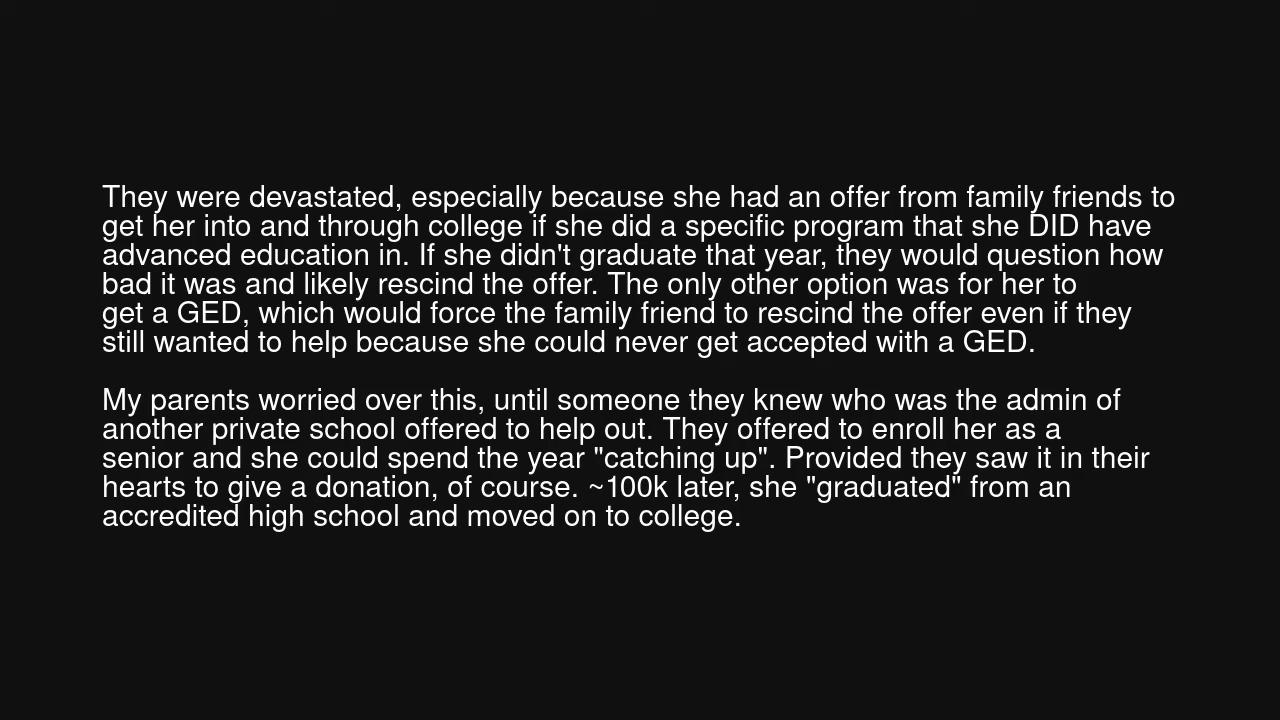 They were devastated, especially because she had an offer from family friends to
get her into and through college if she did a specific program that she DID have
advanced education in. If she didn't graduate that year, they would question how
bad it was and likely rescind the offer. The only other option was for her to
get a GED, which would force the family friend to rescind the offer even if they
still wanted to help because she could never get accepted with a GED.
My parents worried over this, until someone they knew who was the admin of
another private school offered to help out. They offered to enroll her as a
senior and she could spend the year "catching up". Provided they saw it in their
hearts to give a donation, of course. ~100k later, she "graduated" from an
accredited high school and moved on to college.